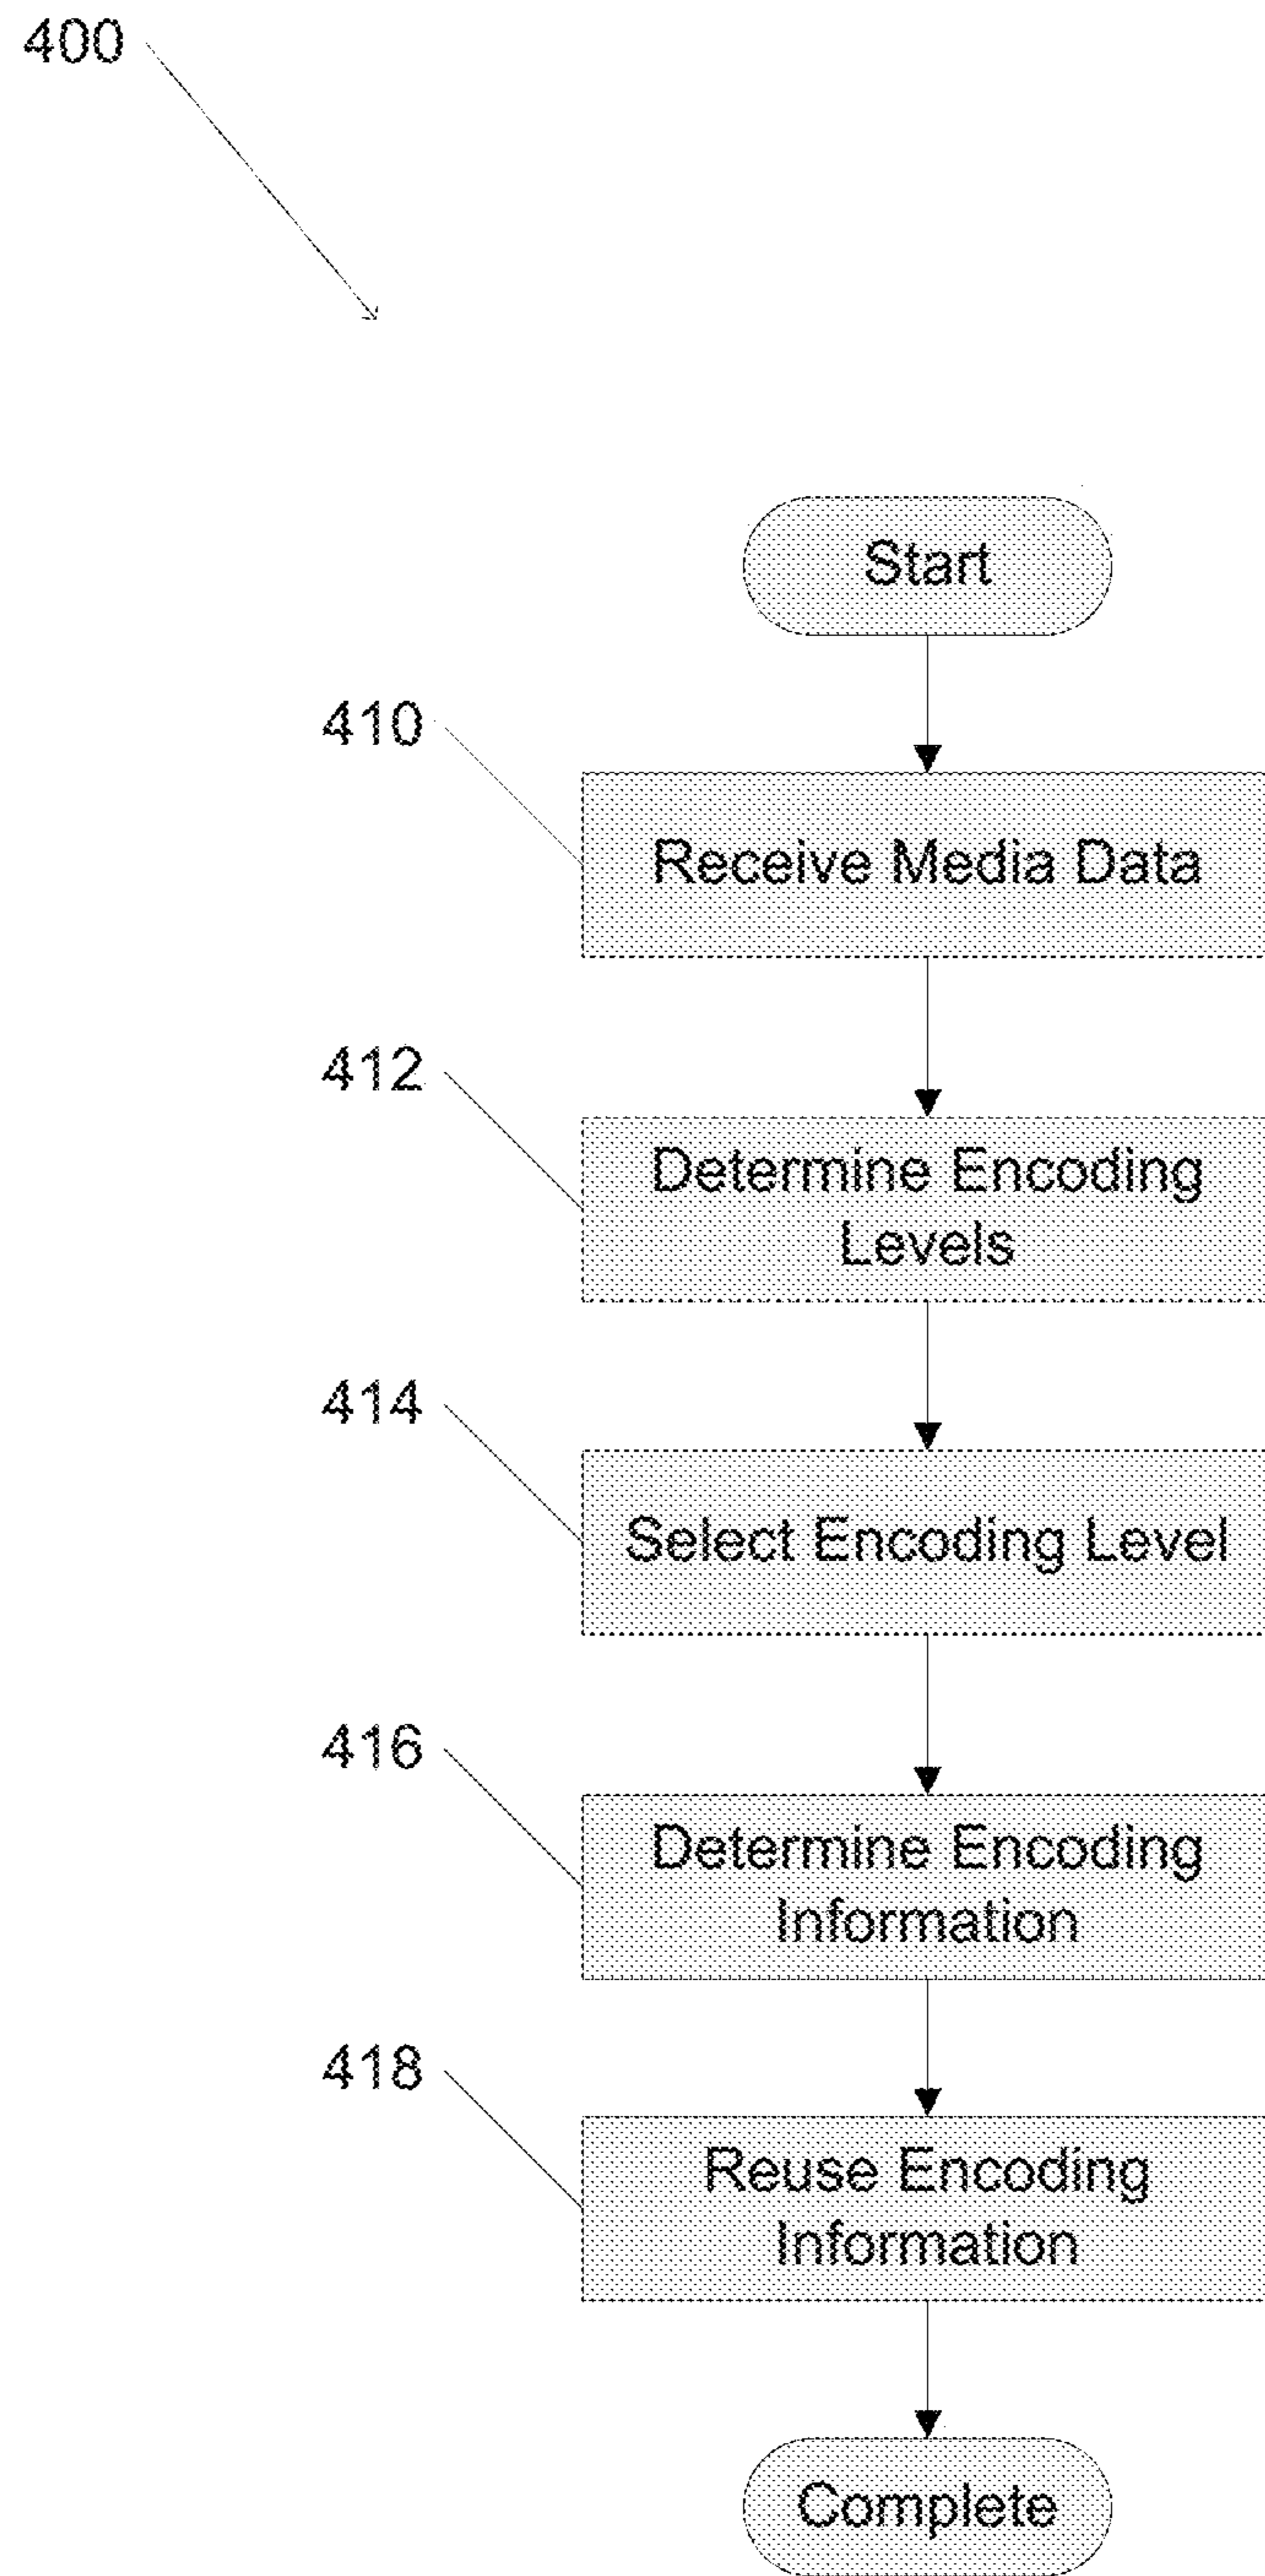 400
Start
410
Receive Media Data
412
Determine Encoding
Levels
414
Select Encoding Level
416
Determine Encoding
Information
418
Reuse Encoding
Information
Complete